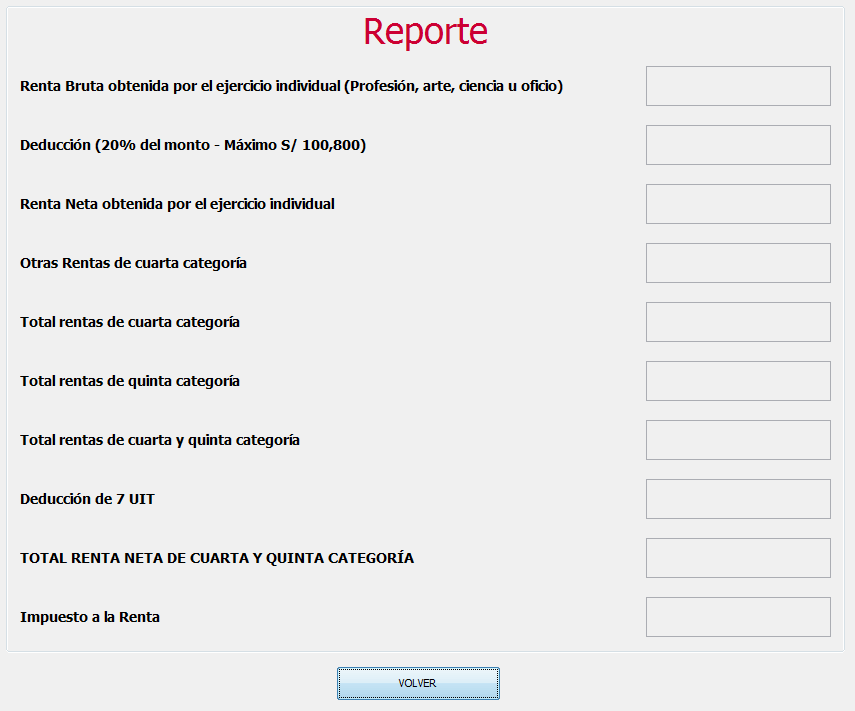 Reporte
Renta Bruta obtenida por el ejercicio individual (Profesión, arte, ciencia u oficio)
Deducción (20% del monto - Máximo S/ 100,800)
Renta Neta obtenida por el ejercicio individual
Otras Rentas de cuarta categoría
Total rentas de cuarta categoría
Total rentas de quinta categoría
Total rentas de cuarta y quinta categoría
Deducción de 7 UIT
TOTAL RENTA NETA DE CUARTA Y QUINTA CATEGORÍA
Impuesto a la Renta
VOLVER